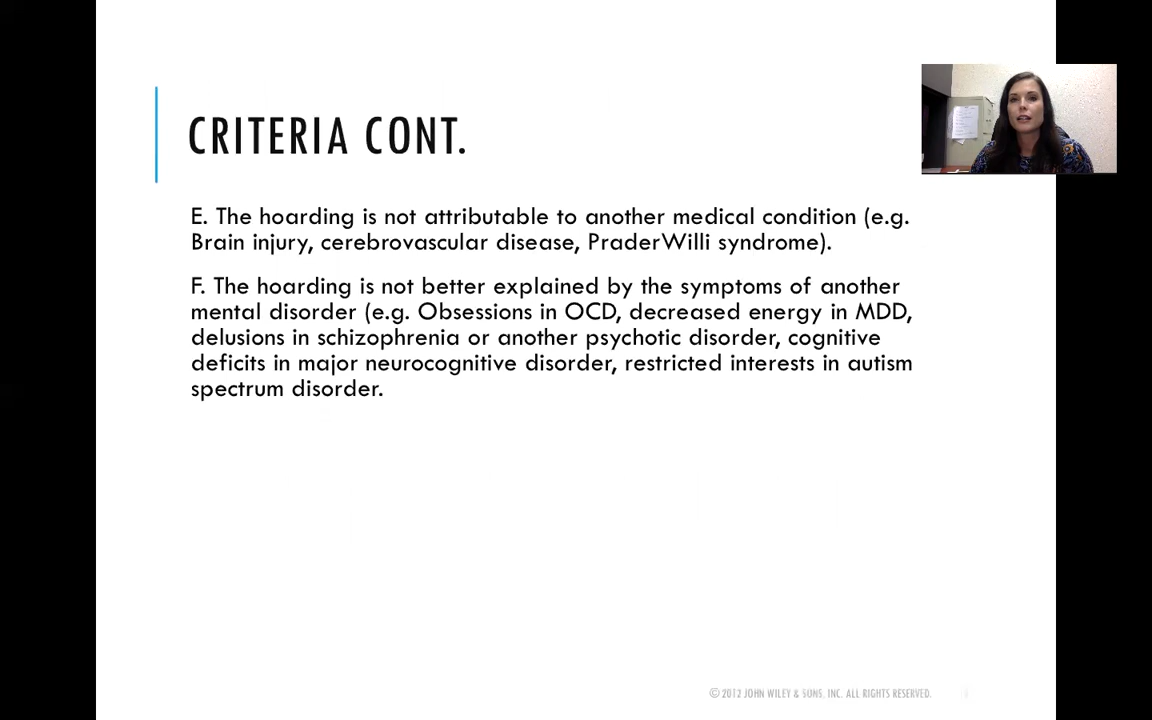 CRITERIA CONT.
E. The hoarding is not attributable to another medical condition (e.g.
Brain injury, cerebrovascular disease, PraderWilli syndrome).
F. The hoarding is not better explained by the symptoms of another
mental disorder (e.g. Obsessions in OCD, decreased energy in MDD,
delusions in schizophrenia or another psychotic disorder, cognitive
deficits in major neurocognitive disorder, restricted interests in autism
spectrum disorder.
© 2013 JOHN WILEY & SONS, INC. ALL RIGHTS RESERVED.